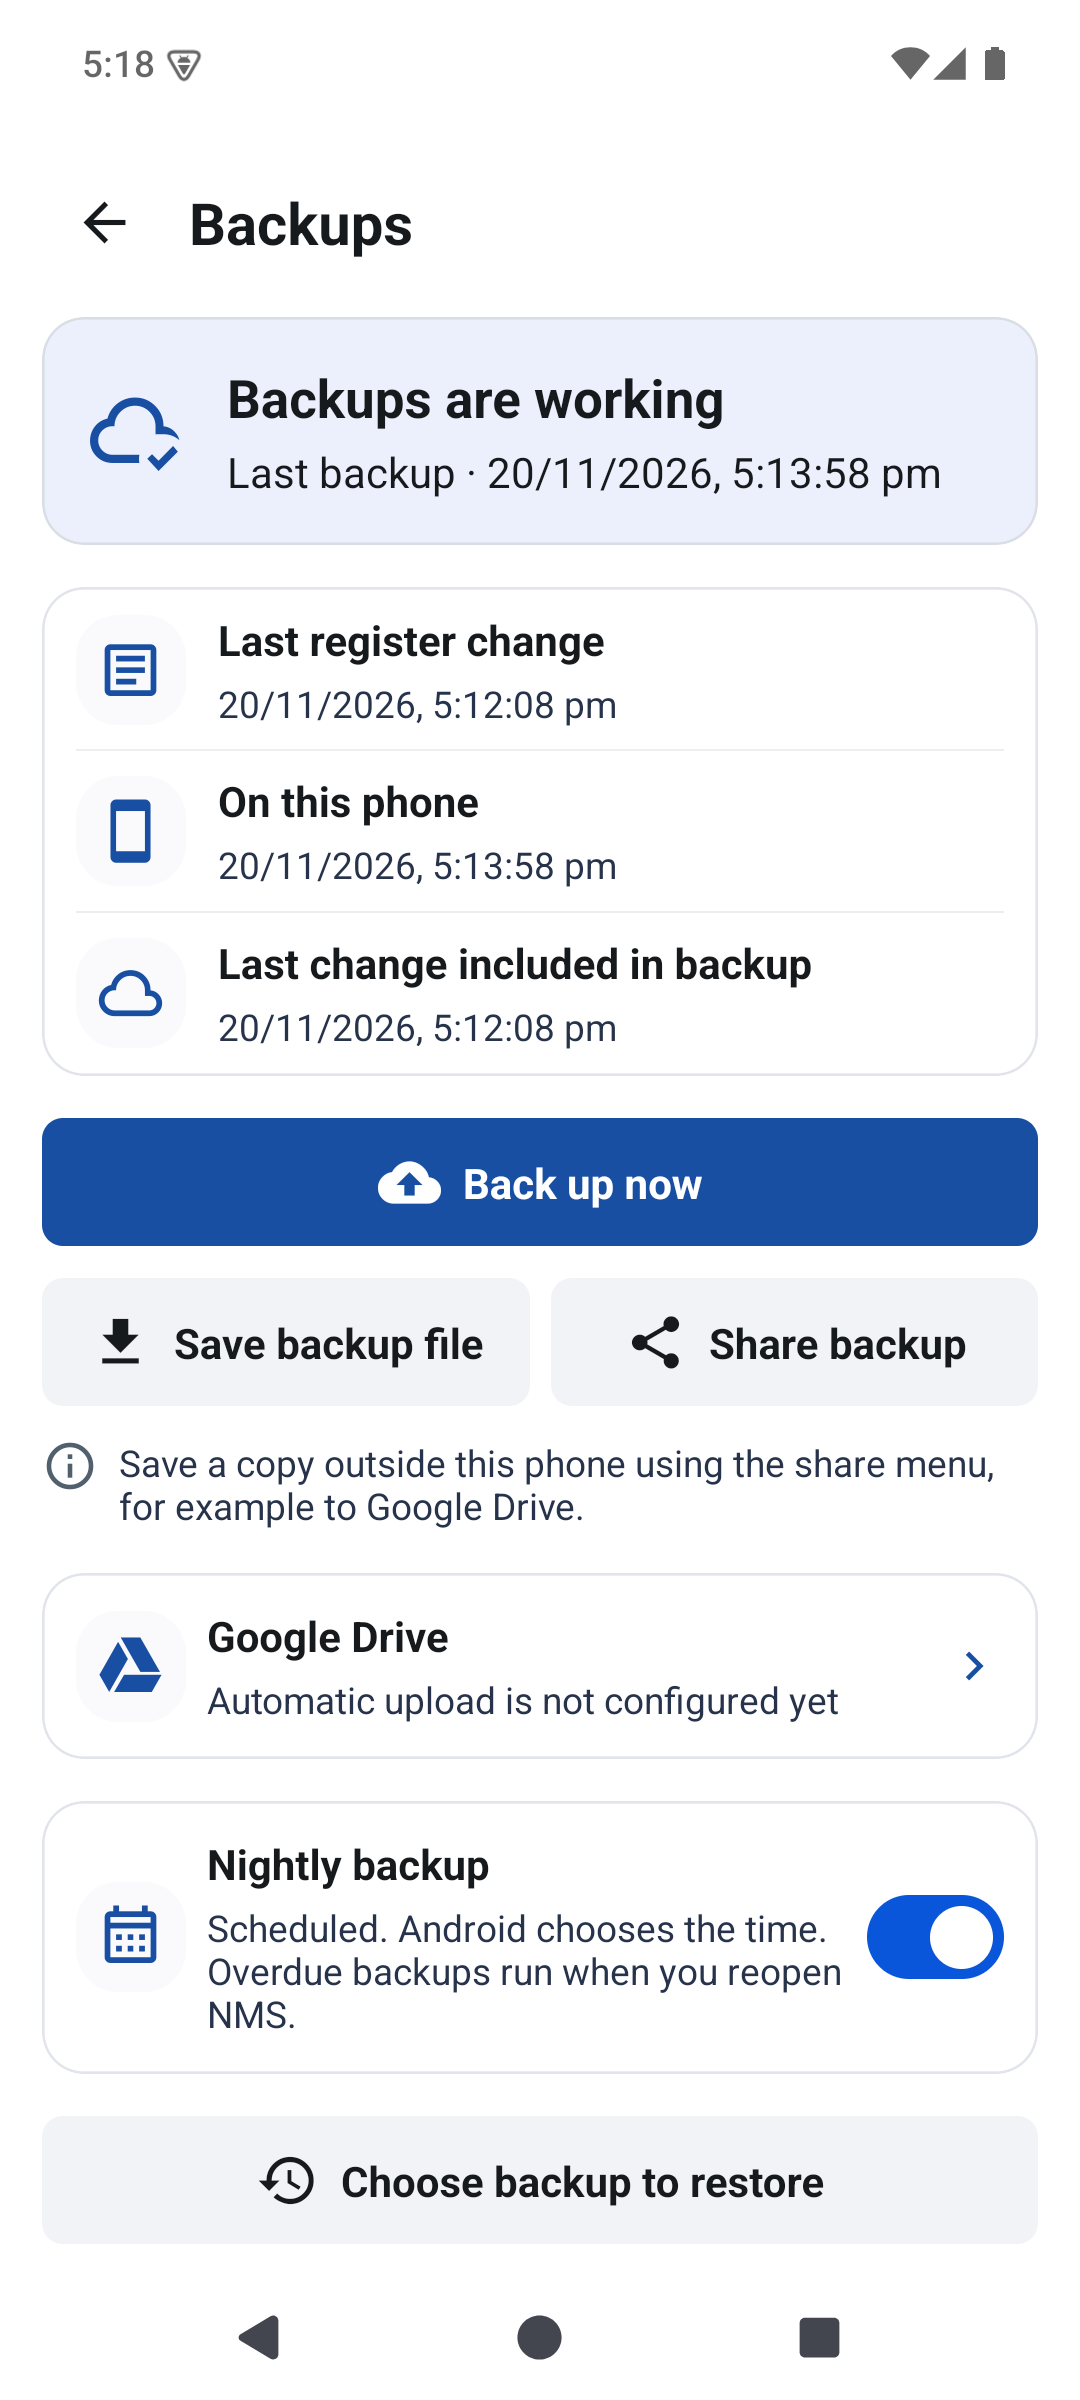 5:18
Backups
Backups are working
Last backup · 20/11/2026, 5:13:58 pm
Last register change
20/11/2026, 5:12:08 pm
On this phone
20/11/2026, 5:13:58 pm
Last change included in backup
20/11/2026, 5:12:08 pm
Back up now
Save backup file
Share backup
Save a copy outside this phone using the share menu,
for example to Google Drive.
Google Drive
Automatic upload is not configured yet
Nightly backup
Scheduled. Android chooses the time.
Overdue backups run when you reopen
NMS.
Choose backup to restore